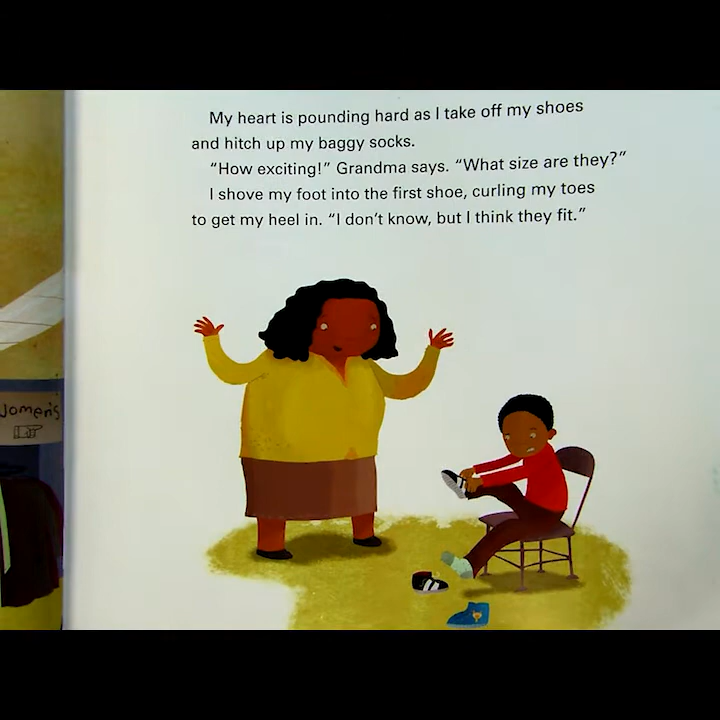 My heart is pounding hard as I take off my shoes
and hitch up my baggy socks.
“How exciting!” Grandma says. “What size are they?”
I shove my foot into the first shoe, curling my toes
to get my heel in. “I don’t know, but I think they fit.”
Women's